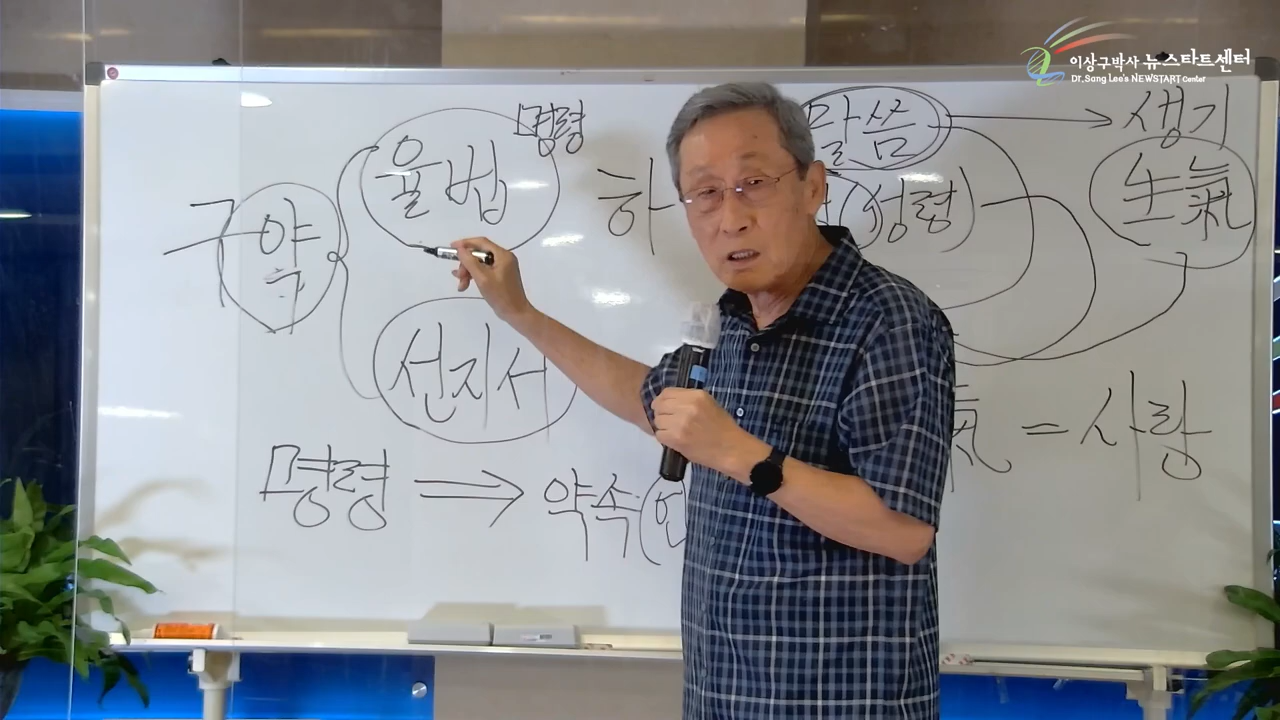 이상구박사 뉴스타트센터
Dr. Sang Lee's NEWSTART Center
구약
율법
명령
선지서
하
말씀
생기
(성령)
生氣
氣 = 사랑
명령 ⇒ 약속